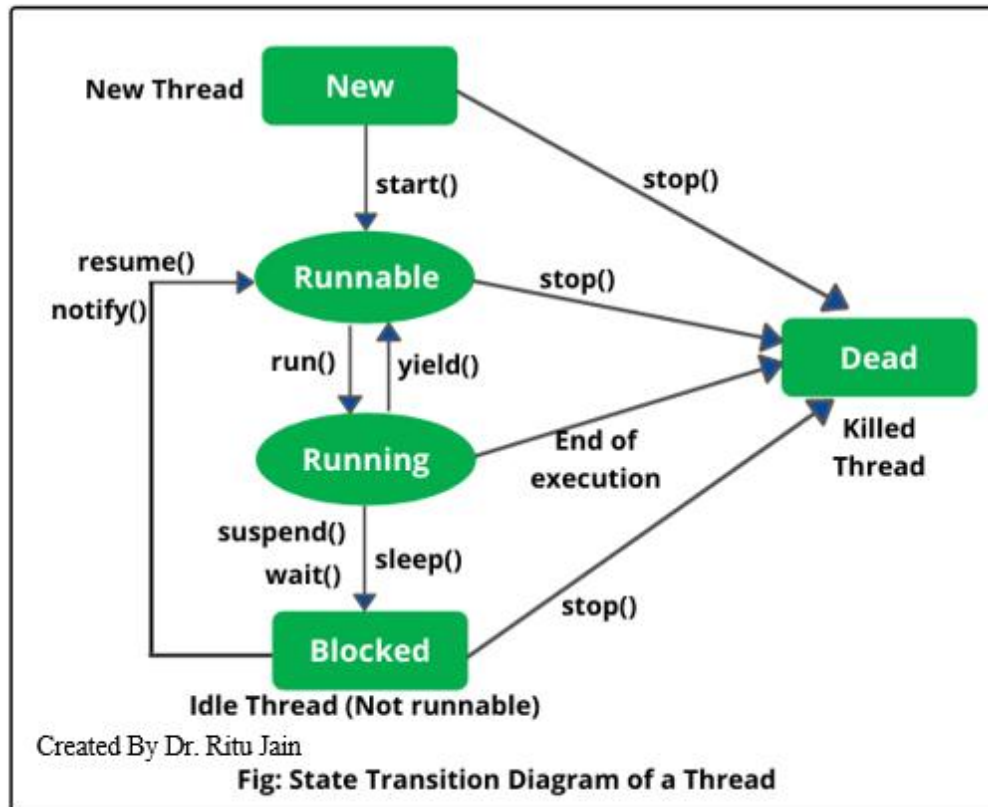 New Thread
New
start()
stop()
resume()
notify()
Runnable
stop()
run()
yield()
Dead
Killed
Thread
Running
End of
execution
suspend()
wait()
sleep()
stop()
Blocked
Idle Thread (Not runnable)
Created By Dr. Ritu Jain
Fig: State Transition Diagram of a Thread